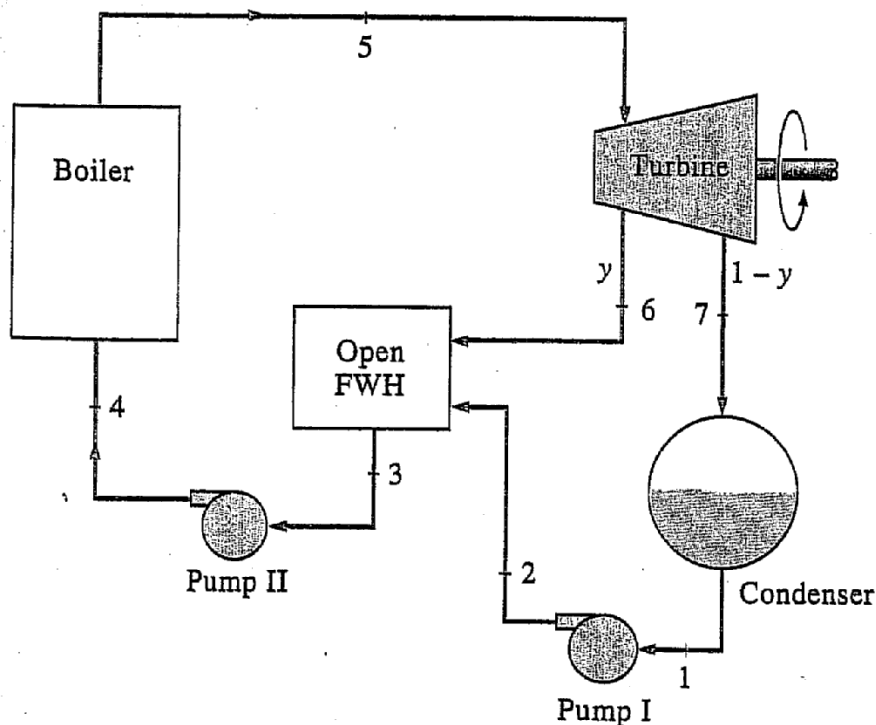 5
Boiler
Turbine
y
1 – y
6
7
Open
FWH
4
3
2
Pump II
Condenser
1
Pump I